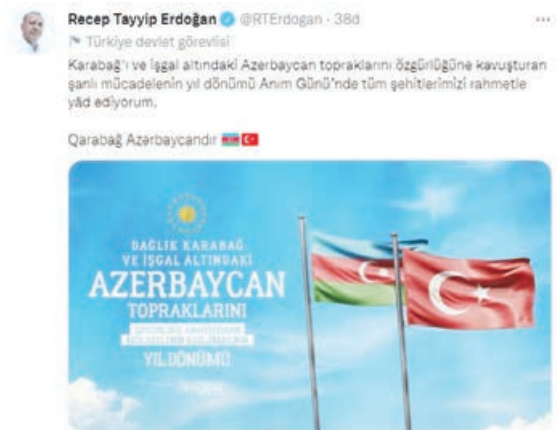 Recep Tayyip Erdoğan @RTErdogan · 38d
Türkiye devlet görevlisi
Karabağ'ı ve işgal altındaki Azerbaycan topraklarını özgürlüğüne kavuşturan
şanlı mücadelenin yıl dönümü Anım Günü'nde tüm şehitlerimizi rahmetle
yâd ediyorum.
Qarabağ Azərbaycandır
DAĞLIK KARABAĞ
VE İŞGAL ALTINDAKİ
AZERBAYCAN
TOPRAKLARINI
YIL DÖNÜMÜ